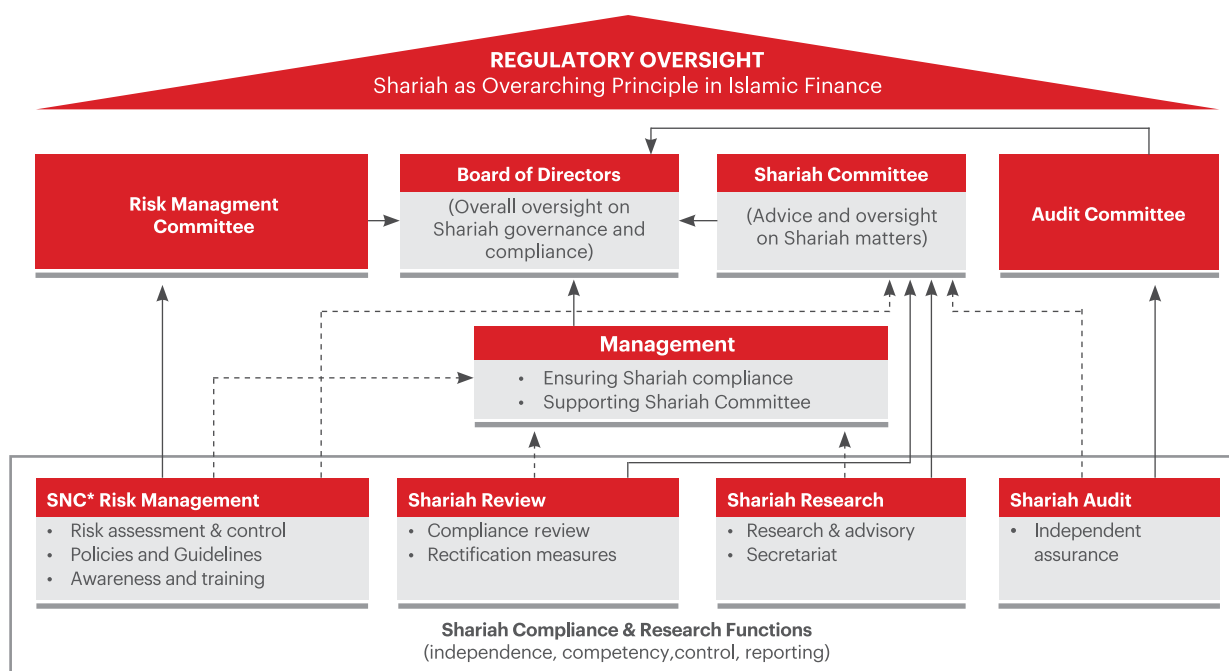 REGULATORY OVERSIGHT
Shariah as Overarching Principle in Islamic Finance
Risk Managment
Committee
Board of Directors
(Overall oversight on
Shariah governance and
compliance)
Shariah Committee
(Advice and oversight
on Shariah matters)
Audit Committee
Management
• Ensuring Shariah compliance
• Supporting Shariah Committee
SNC* Risk Management
• Risk assessment & control
• Policies and Guidelines
• Awareness and training
Shariah Review
• Compliance review
• Rectification measures
Shariah Research
• Research & advisory
• Secretariat
Shariah Audit
• Independent
assurance
Shariah Compliance & Research Functions
(independence, competency,control, reporting)